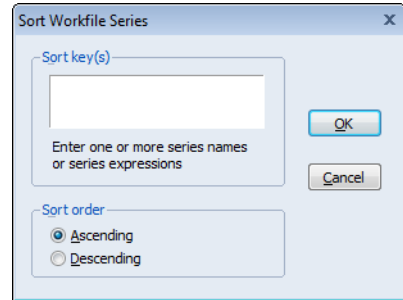 Sort Workfile Series
Sort key(s)
Enter one or more series names
or series expressions
OK
Cancel
Sort order
Ascending
Descending